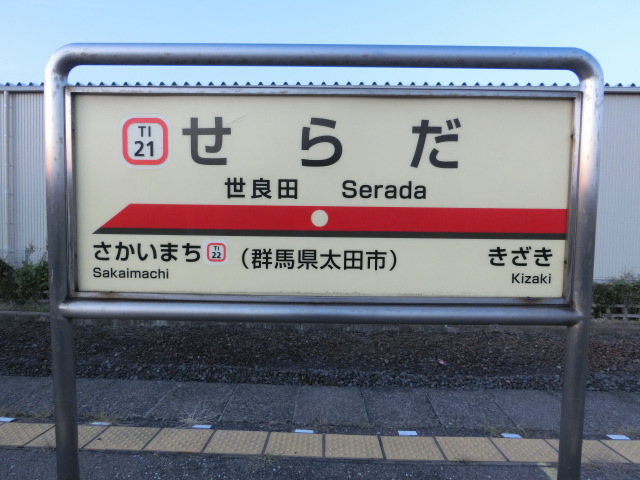 TI
21
せらだ
世良田 Serada
さかいまち TI 22
Sakaimachi
(群馬県太田市)
きざき
Kizaki